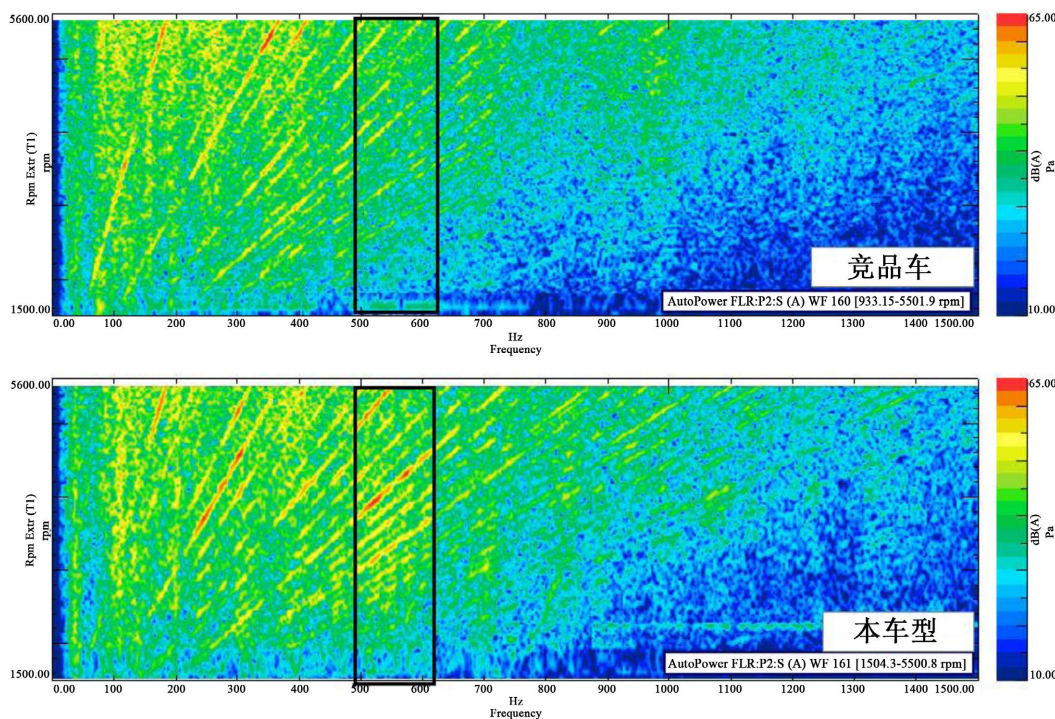 5600.00
Rpm Extr (T1)
rpm
1500.00
0.00 100 200 300 400 500 600 700 800 900 1000 1100 1200 1300 1400 1500.00
Hz
Frequency
竞品车
AutoPower FLR:P2:S (A) WF 160 [933.15-5501.9 rpm]
65.00
dB(A)
Pa
10.00
5600.00
Rpm Extr (T1)
rpm
1500.00
0.00 100 200 300 400 500 600 700 800 900 1000 1100 1200 1300 1400 1500.00
Hz
Frequency
本车型
AutoPower FLR:P2:S (A) WF 161 [1504.3-5500.8 rpm]
65.00
dB(A)
Pa
10.00